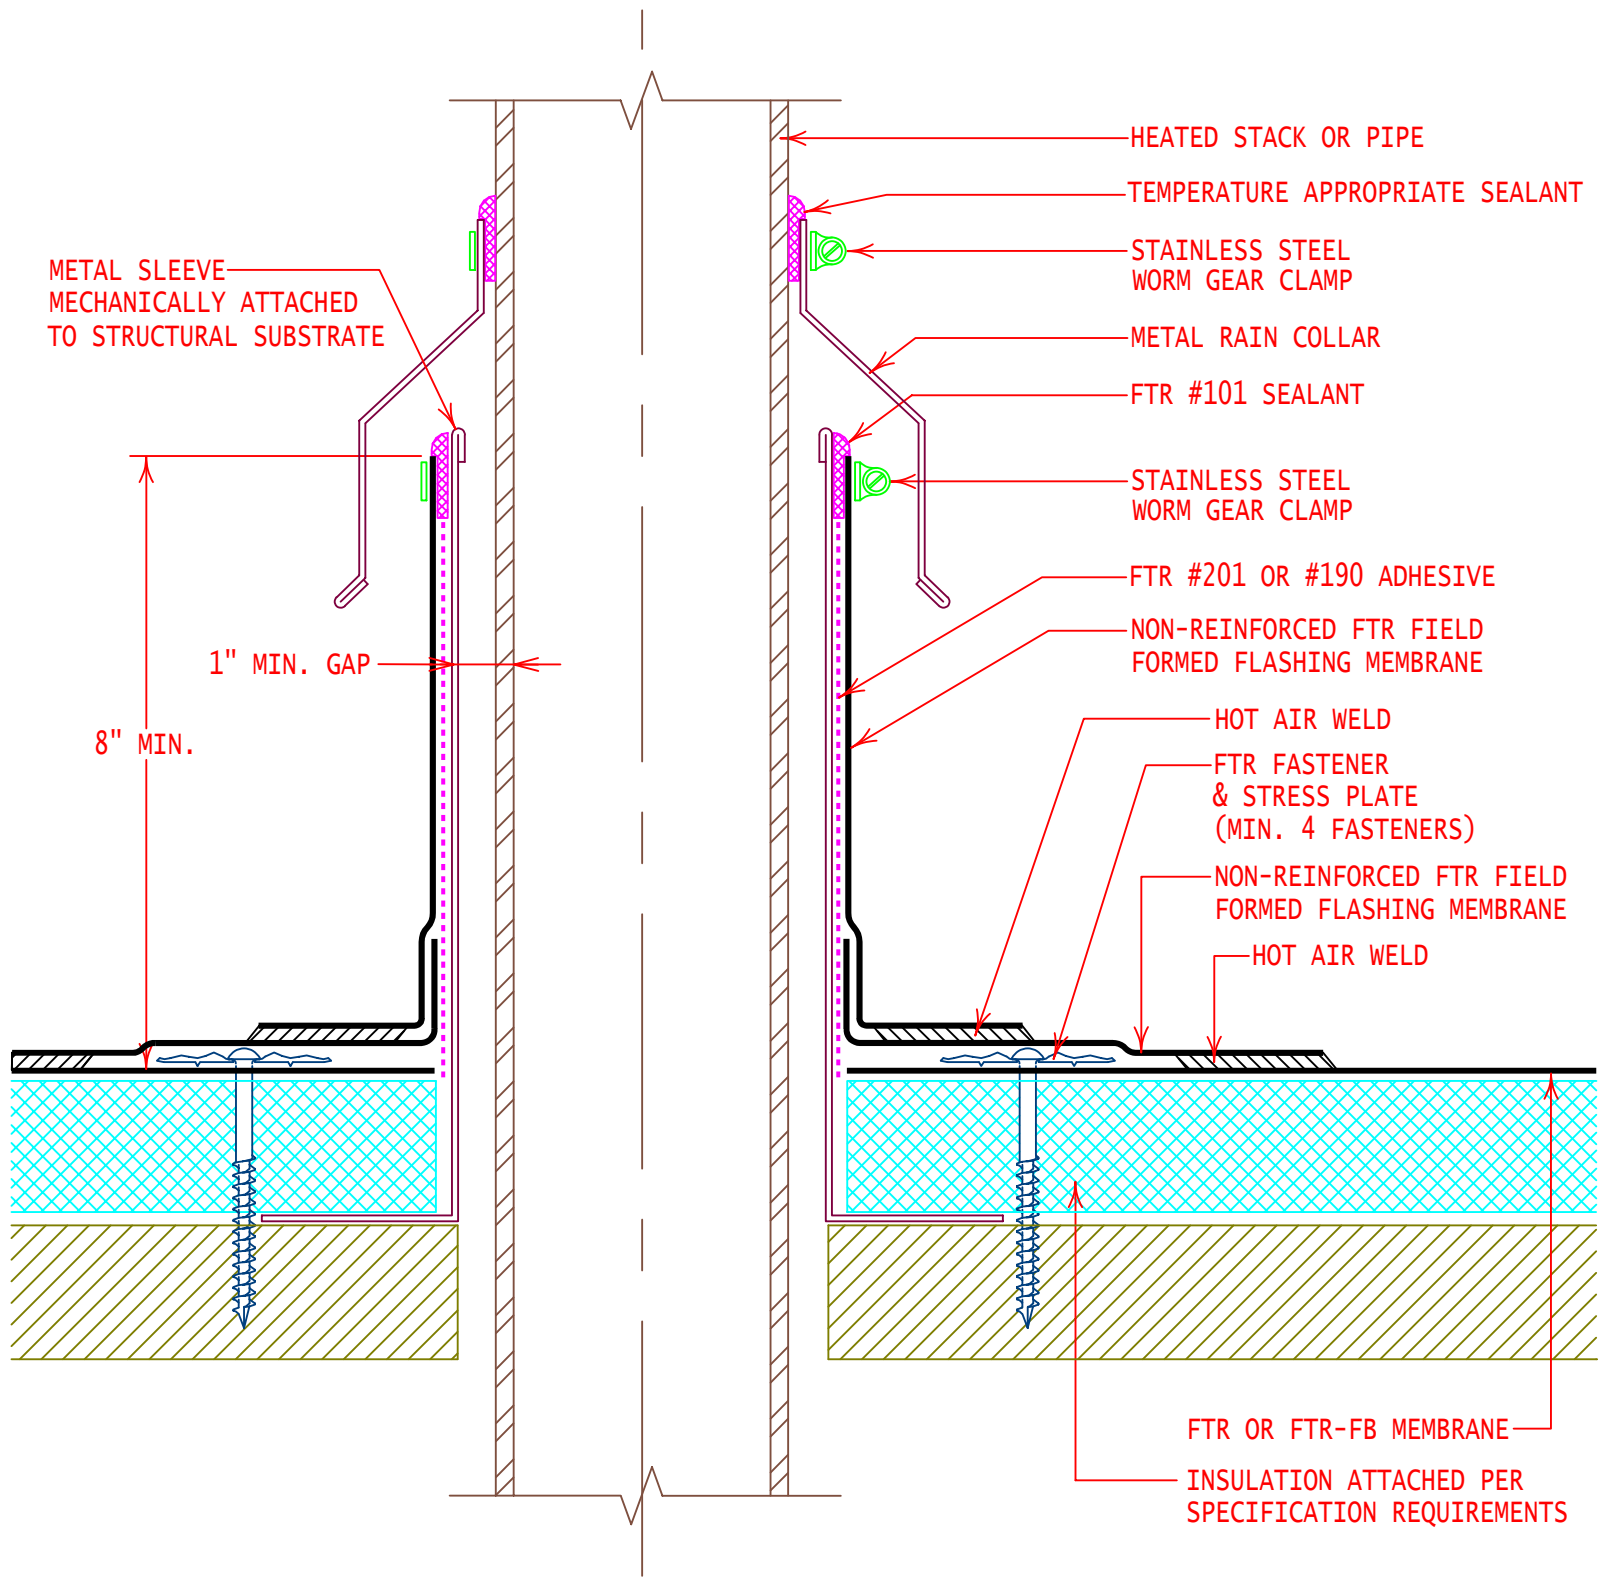 HEATED STACK OR PIPE
TEMPERATURE APPROPRIATE SEALANT
STAINLESS STEEL
WORM GEAR CLAMP
METAL SLEEVE
MECHANICALLY ATTACHED
TO STRUCTURAL SUBSTRATE
METAL RAIN COLLAR
FTR #101 SEALANT
STAINLESS STEEL
WORM GEAR CLAMP
FTR #201 OR #190 ADHESIVE
NON-REINFORCED FTR FIELD
FORMED FLASHING MEMBRANE
1" MIN. GAP
HOT AIR WELD
8" MIN.
FTR FASTENER
& STRESS PLATE
(MIN. 4 FASTENERS)
NON-REINFORCED FTR FIELD
FORMED FLASHING MEMBRANE
HOT AIR WELD
FTR OR FTR-FB MEMBRANE
INSULATION ATTACHED PER
SPECIFICATION REQUIREMENTS